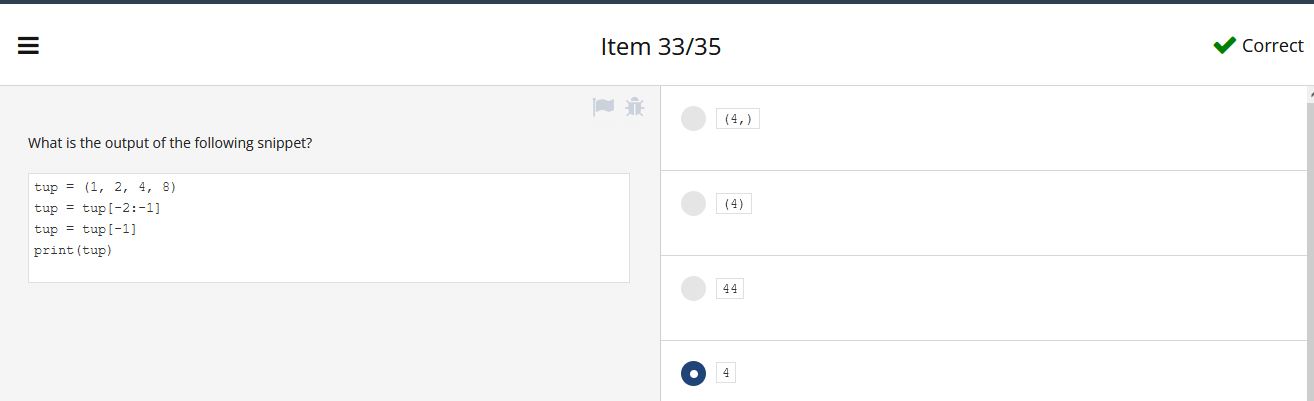 Item 33/35
Correct
What is the output of the following snippet?
tup = (1, 2, 4, 8)
tup = tup[-2:-1]
tup = tup[-1]
print(tup)
(4,)
(4)
44
4